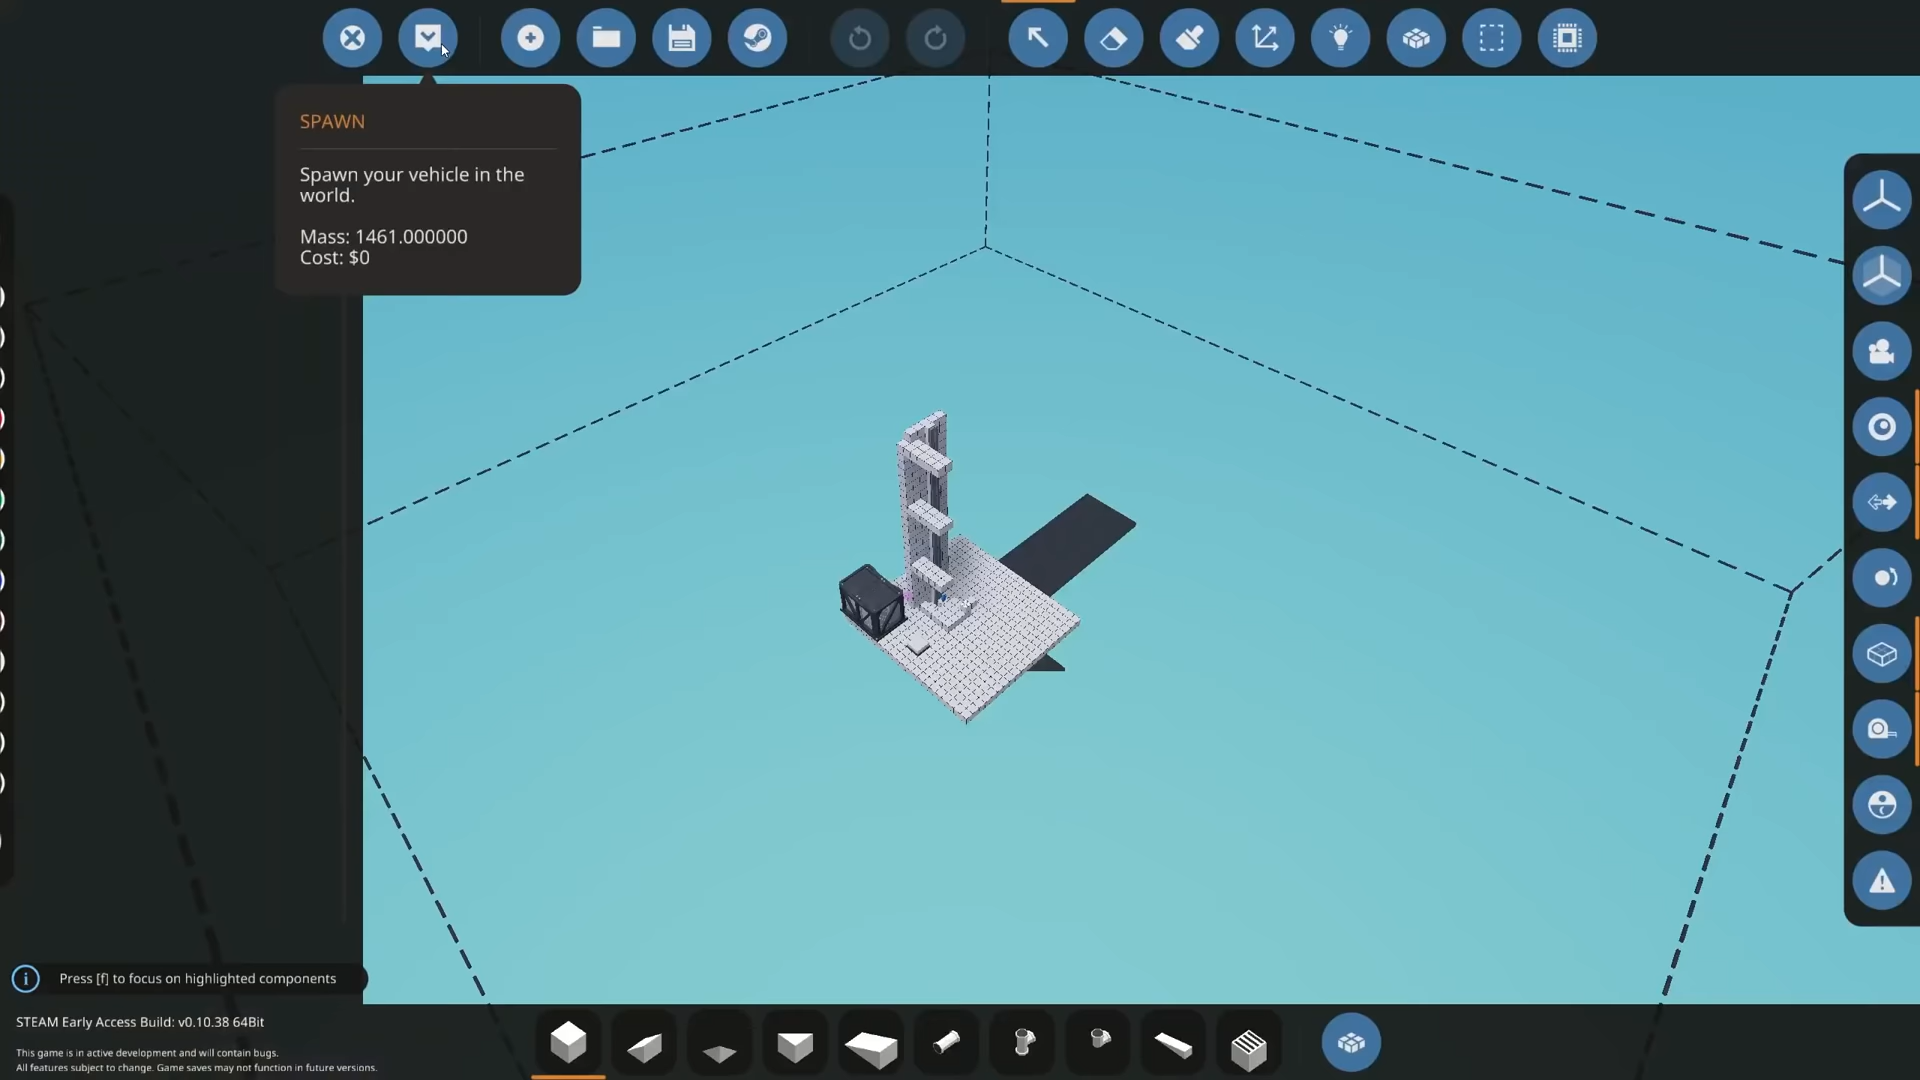 SPAWN
Spawn your vehicle in the
world.
Mass: 1461.000000
Cost: $0
Press [f] to focus on highlighted components
STEAM Early Access Build: v0.10.38 64Bit
This game is in active development and will contain bugs.
All features subject to change. Game saves may not function in future versions.